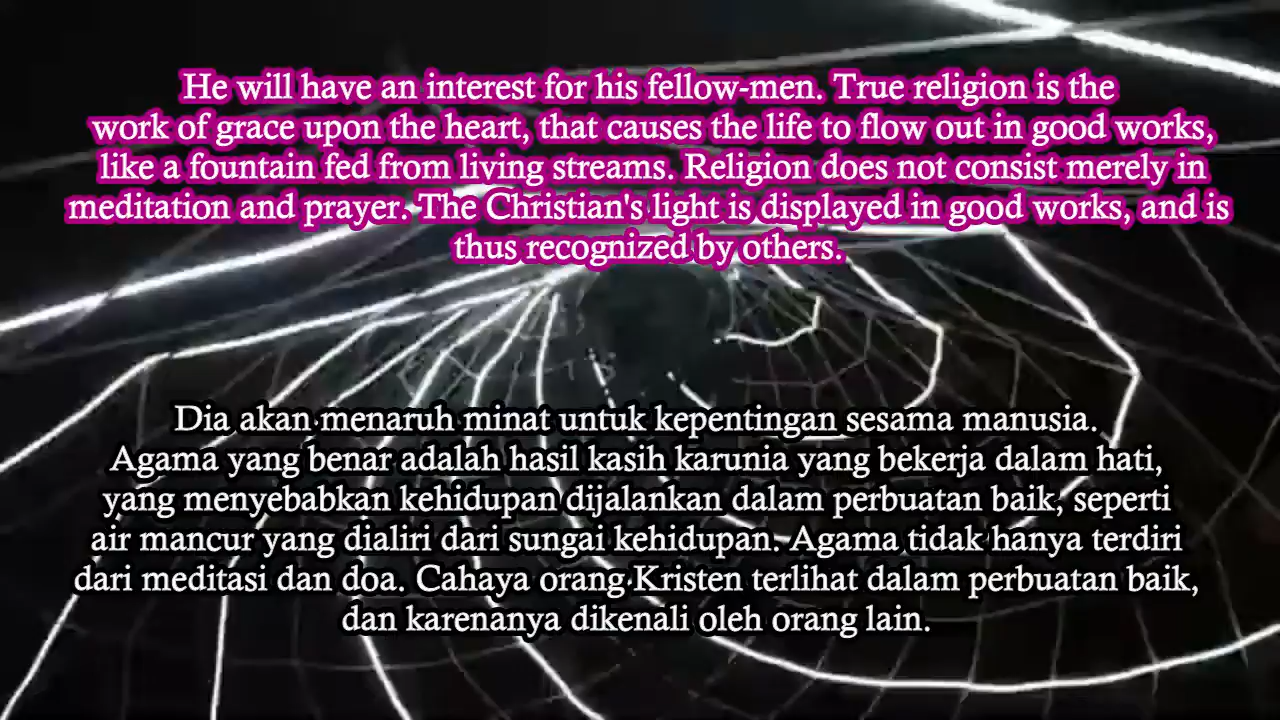 He will have an interest for his fellow-men. True religion is the
work of grace upon the heart, that causes the life to flow out in good works,
like a fountain fed from living streams. Religion does not consist merely in
meditation and prayer. The Christian's light is displayed in good works, and is
thus recognized by others.
Dia akan menaruh minat untuk kepentingan sesama manusia.
Agama yang benar adalah hasil kasih karunia yang bekerja dalam hati,
yang menyebabkan kehidupan dijalankan dalam perbuatan baik, seperti
air mancur yang dialiri dari sungai kehidupan. Agama tidak hanya terdiri
dari meditasi dan doa. Cahaya orang Kristen terlihat dalam perbuatan baik,
dan karenanya dikenali oleh orang lain.